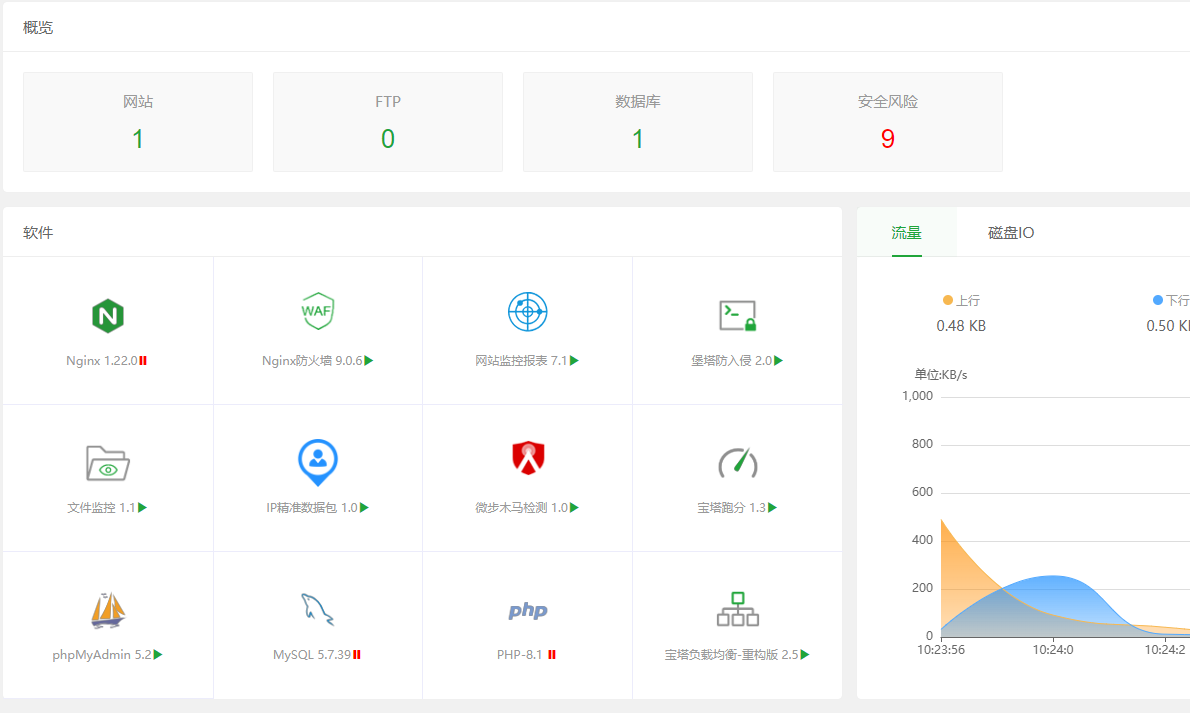 概览
网站 FTP 数据库 安全风险
1 0 1 9
软件
流量 磁盘IO
WAF
Nginx 1.22.0 Nginx防火墙 9.0.6 网站监控报表 7.1 堡塔防入侵 2.0
文件监控 1.1 IP精准数据包 1.0 微步木马检测 1.0 宝塔跑分 1.3
php
phpMyAdmin 5.2 MySQL 5.7.39 PHP-8.1 宝塔负载均衡-重构版 2.5
上行 下行
0.48 KB 0.50 K
单位:KB/s
1,000
800
600
400
200
0
10:23:56 10:24:0 10:24:2